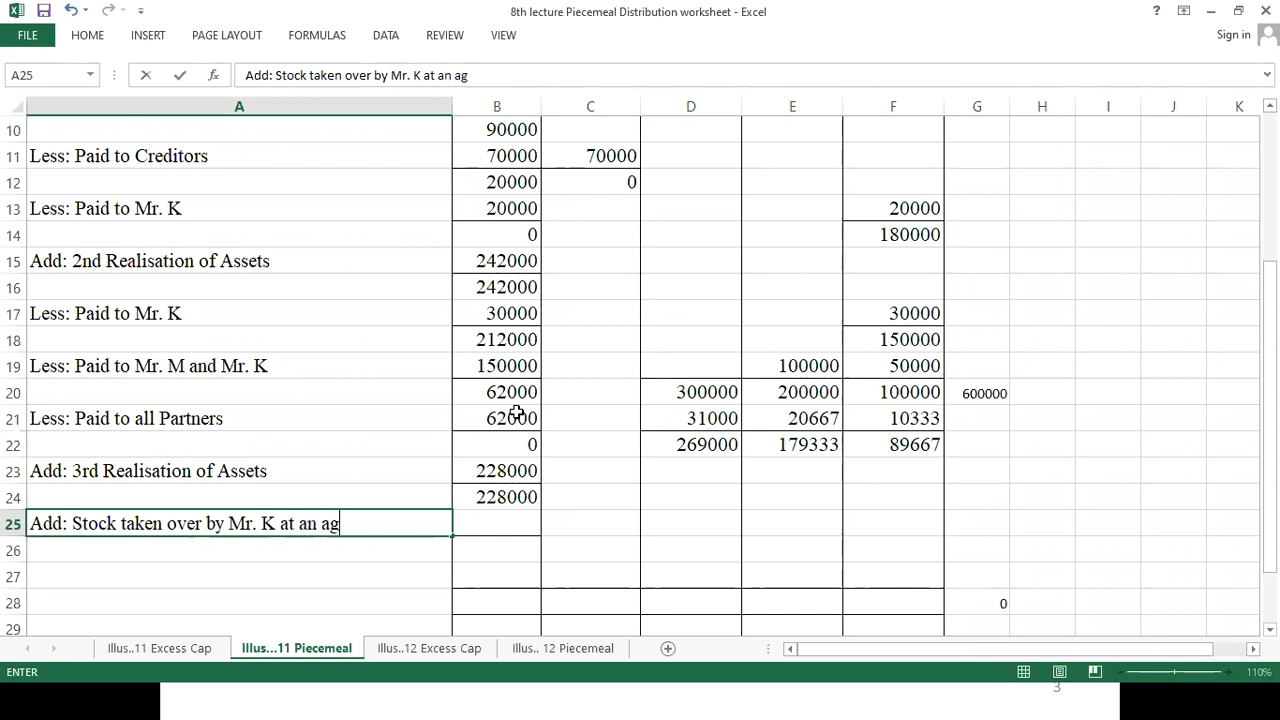 8th lecture Piecemeal Distribution worksheet - Excel
?
FILE HOME INSERT PAGE LAYOUT FORMULAS DATA REVIEW VIEW Sign in
A25 fx Add: Stock taken over by Mr. K at an ag
A B C D E F G H I J K
10 90000
11 Less: Paid to Creditors 70000 70000
12 20000 0
13 Less: Paid to Mr. K 20000 20000
14 0 180000
15 Add: 2nd Realisation of Assets 242000
16 242000
17 Less: Paid to Mr. K 30000 30000
18 212000 150000
19 Less: Paid to Mr. M and Mr. K 150000 100000 50000
20 62000 300000 200000 100000 600000
21 Less: Paid to all Partners 62000 31000 20667 10333
22 0 269000 179333 89667
23 Add: 3rd Realisation of Assets 228000
24 228000
25 Add: Stock taken over by Mr. K at an ag
26
27
28 0
29
Illus...11 Excess Cap Illus...11 Piecemeal Illus..12 Excess Cap Illus.. 12 Piecemeal
ENTER 110%
3